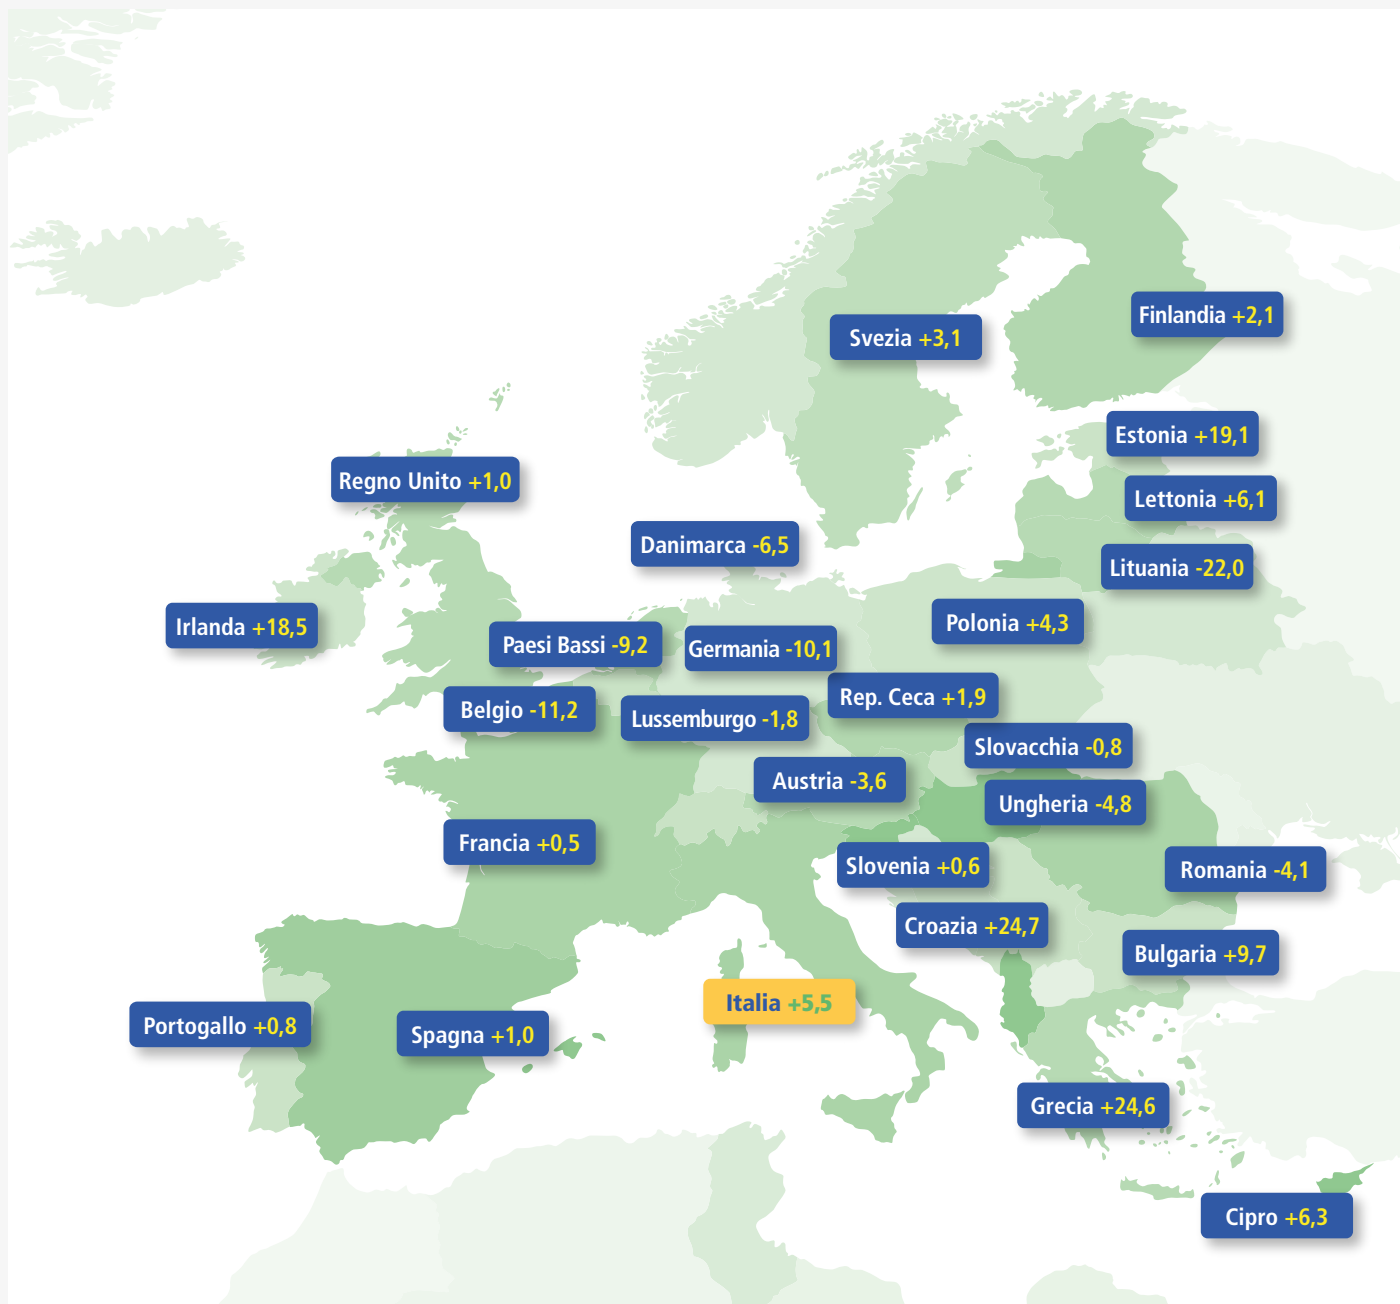 Finlandia +2,1
Svezia +3,1
Estonia +19,1
Regno Unito +1,0
Lettonia +6,1
Danimarca -6,5
Lituania -22,0
Irlanda +18,5
Polonia +4,3
Paesi Bassi -9,2
Germania -10,1
Rep. Ceca +1,9
Belgio -11,2
Lussemburgo -1,8
Slovacchia -0,8
Austria -3,6
Ungheria -4,8
Francia +0,5
Slovenia +0,6
Romania -4,1
Croazia +24,7
Bulgaria +9,7
Italia +5,5
Portogallo +0,8
Spagna +1,0
Grecia +24,6
Cipro +6,3